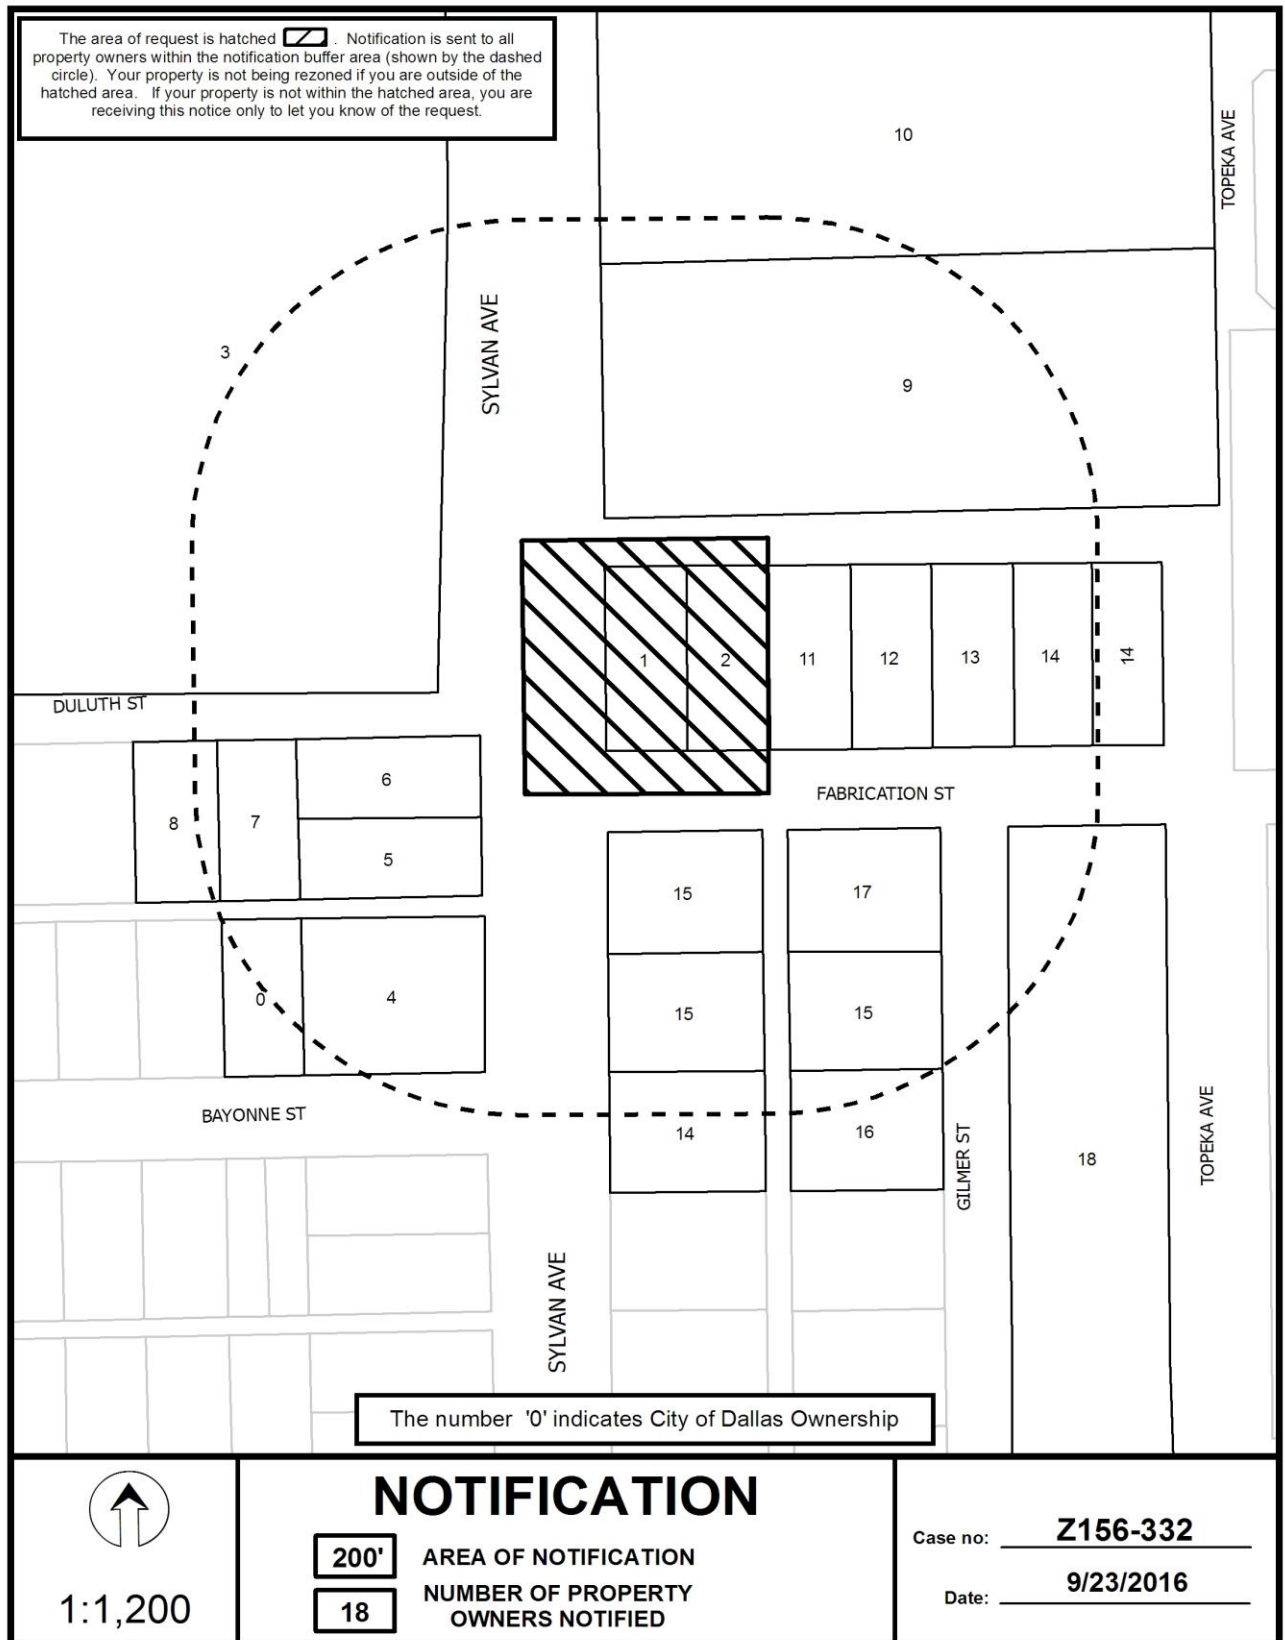 The area of request is hatched . Notification is sent to all
property owners within the notification buffer area (shown by the dashed
circle). Your property is not being rezoned if you are outside of the
hatched area. If your property is not within the hatched area, you are
receiving this notice only to let you know of the request.
10
TOPEKA AVE
SYLVAN AVE
3
9
1
2
11
12
13
14
14
DULUTH ST
FABRICATION ST
6
8
7
5
15
17
0
4
15
15
BAYONNE ST
14
16
GILMER ST
18
TOPEKA AVE
SYLVAN AVE
The number '0' indicates City of Dallas Ownership
1:1,200
NOTIFICATION
200' AREA OF NOTIFICATION
18 NUMBER OF PROPERTY
OWNERS NOTIFIED
Case no: Z156-332
Date: 9/23/2016